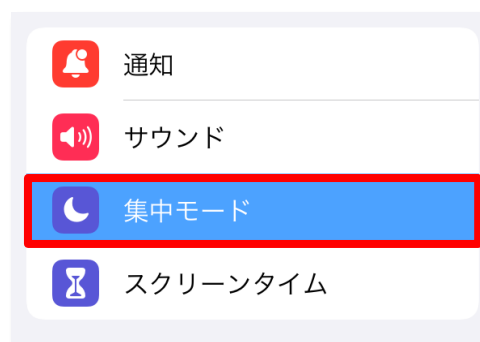 通知
サウンド
集中モード
スクリーンタイム